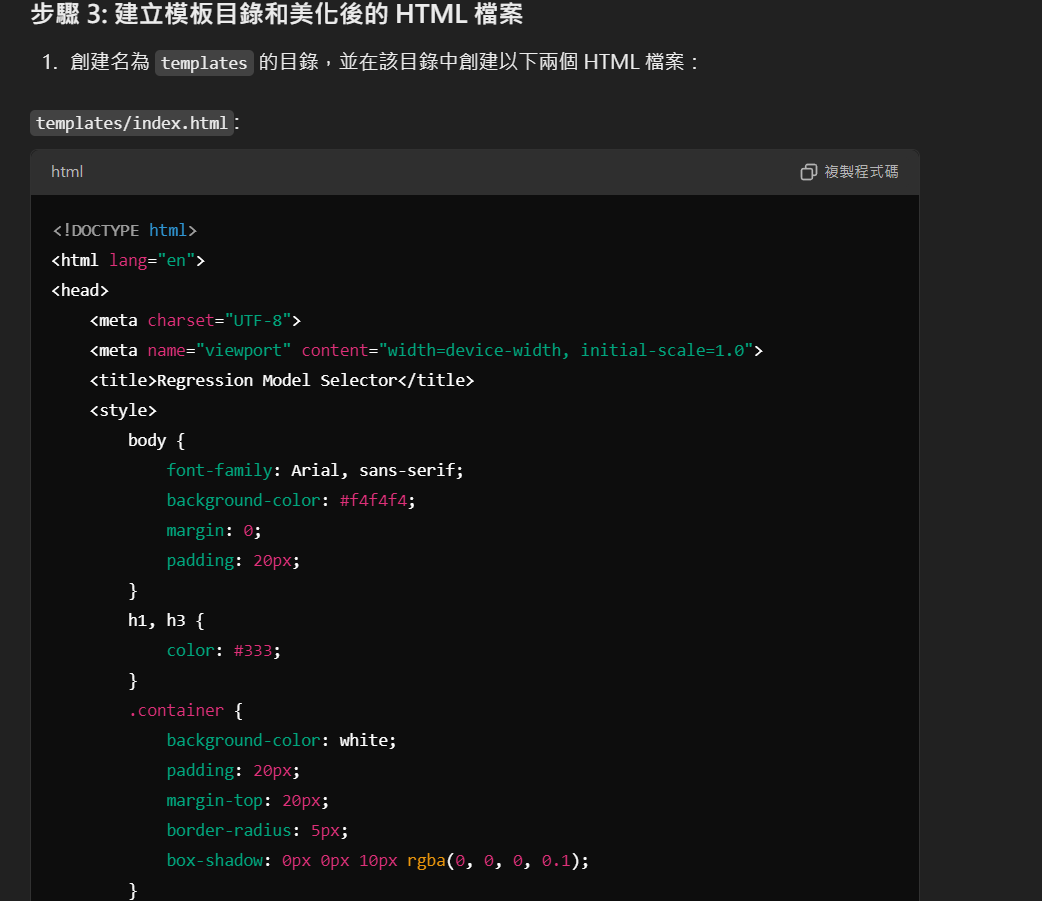 步驟 3: 建立模板目錄和美化後的 HTML 檔案
1. 創建名為 templates 的目錄，並在該目錄中創建以下兩個 HTML 檔案：
templates/index.html:
html
複製程式碼
<!DOCTYPE html>
<html lang="en">
<head>
    <meta charset="UTF-8">
    <meta name="viewport" content="width=device-width, initial-scale=1.0">
    <title>Regression Model Selector</title>
    <style>
        body {
            font-family: Arial, sans-serif;
            background-color: #f4f4f4;
            margin: 0;
            padding: 20px;
        }
        h1, h3 {
            color: #333;
        }
        .container {
            background-color: white;
            padding: 20px;
            margin-top: 20px;
            border-radius: 5px;
            box-shadow: 0px 0px 10px rgba(0, 0, 0, 0.1);
        }